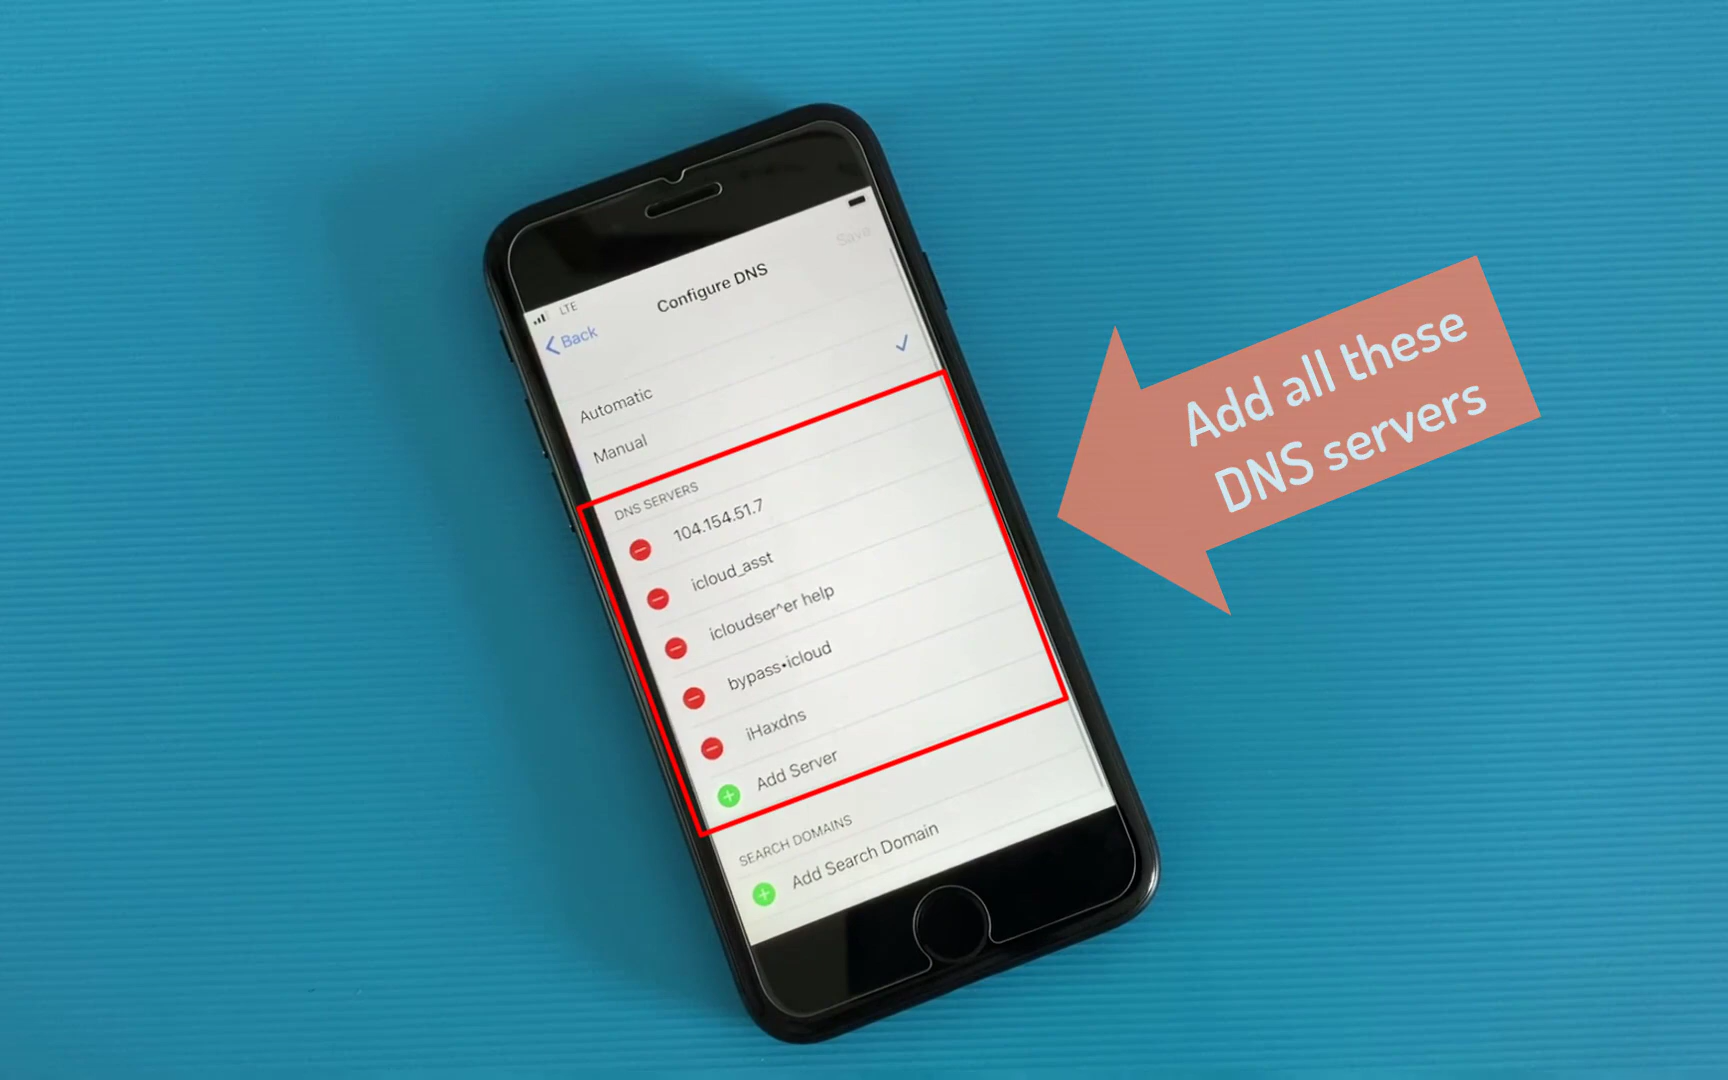 LTE
Save
Back
Configure DNS
Automatic
Manual
DNS SERVERS
104.154.51.7
icloud_asst
icloudser^er help
bypass•icloud
iHaxdns
Add Server
SEARCH DOMAINS
Add Search Domain
Add all these
DNS servers